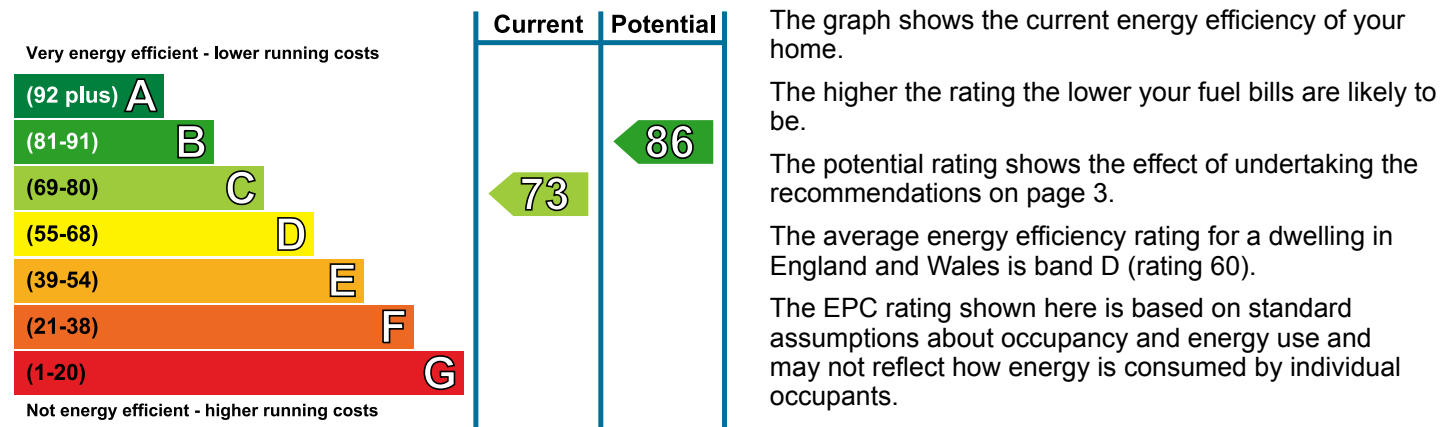 Current Potential
Very energy efficient - lower running costs
(92 plus) A
(81-91) B
86
(69-80) C
73
(55-68) D
(39-54) E
(21-38) F
(1-20) G
Not energy efficient - higher running costs
The graph shows the current energy efficiency of your
home.
The higher the rating the lower your fuel bills are likely to
be.
The potential rating shows the effect of undertaking the
recommendations on page 3.
The average energy efficiency rating for a dwelling in
England and Wales is band D (rating 60).
The EPC rating shown here is based on standard
assumptions about occupancy and energy use and
may not reflect how energy is consumed by individual
occupants.